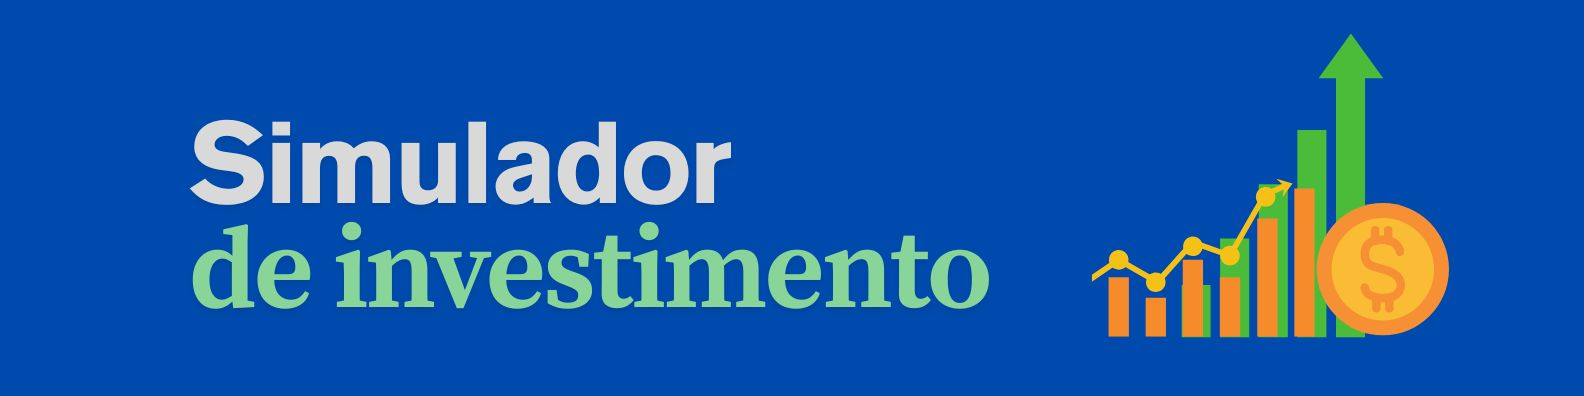 Simulador
de investimento
$